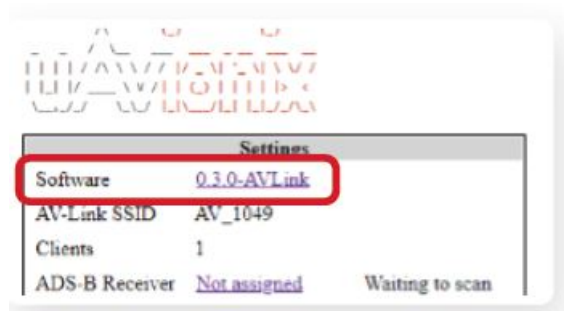 uAvionix
Settings
Software 0.3.0-AVLink
AV-Link SSID AV_1049
Clients 1
ADS-B Receiver Not assigned Waiting to scan